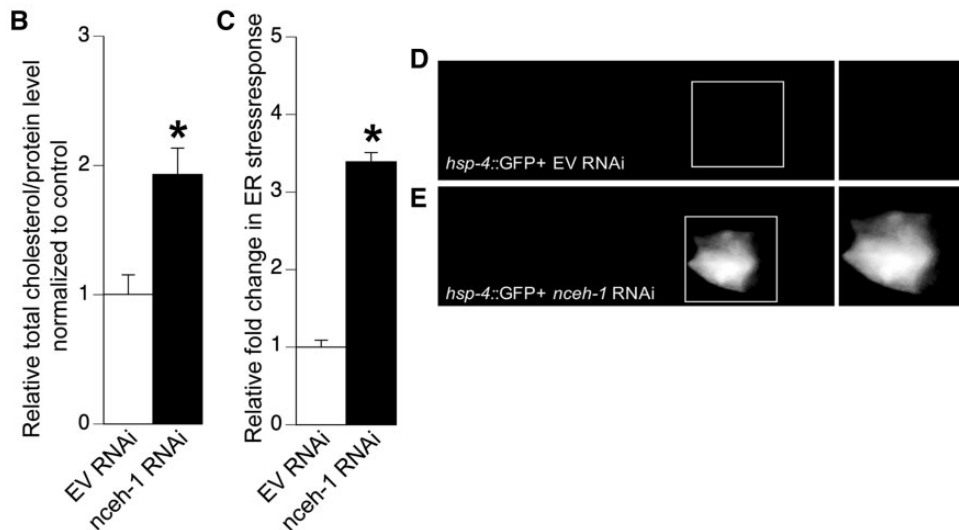 B
Relative total cholesterol/protein level
normalized to control
3
2
1
0
*
EV RNAi
nceh-1 RNAi
C
Relative fold change in ER stressresponse
5
4
3
2
1
0
*
EV RNAi
nceh-1 RNAi
D
hsp-4::GFP+ EV RNAi
E
hsp-4::GFP+ nceh-1 RNAi